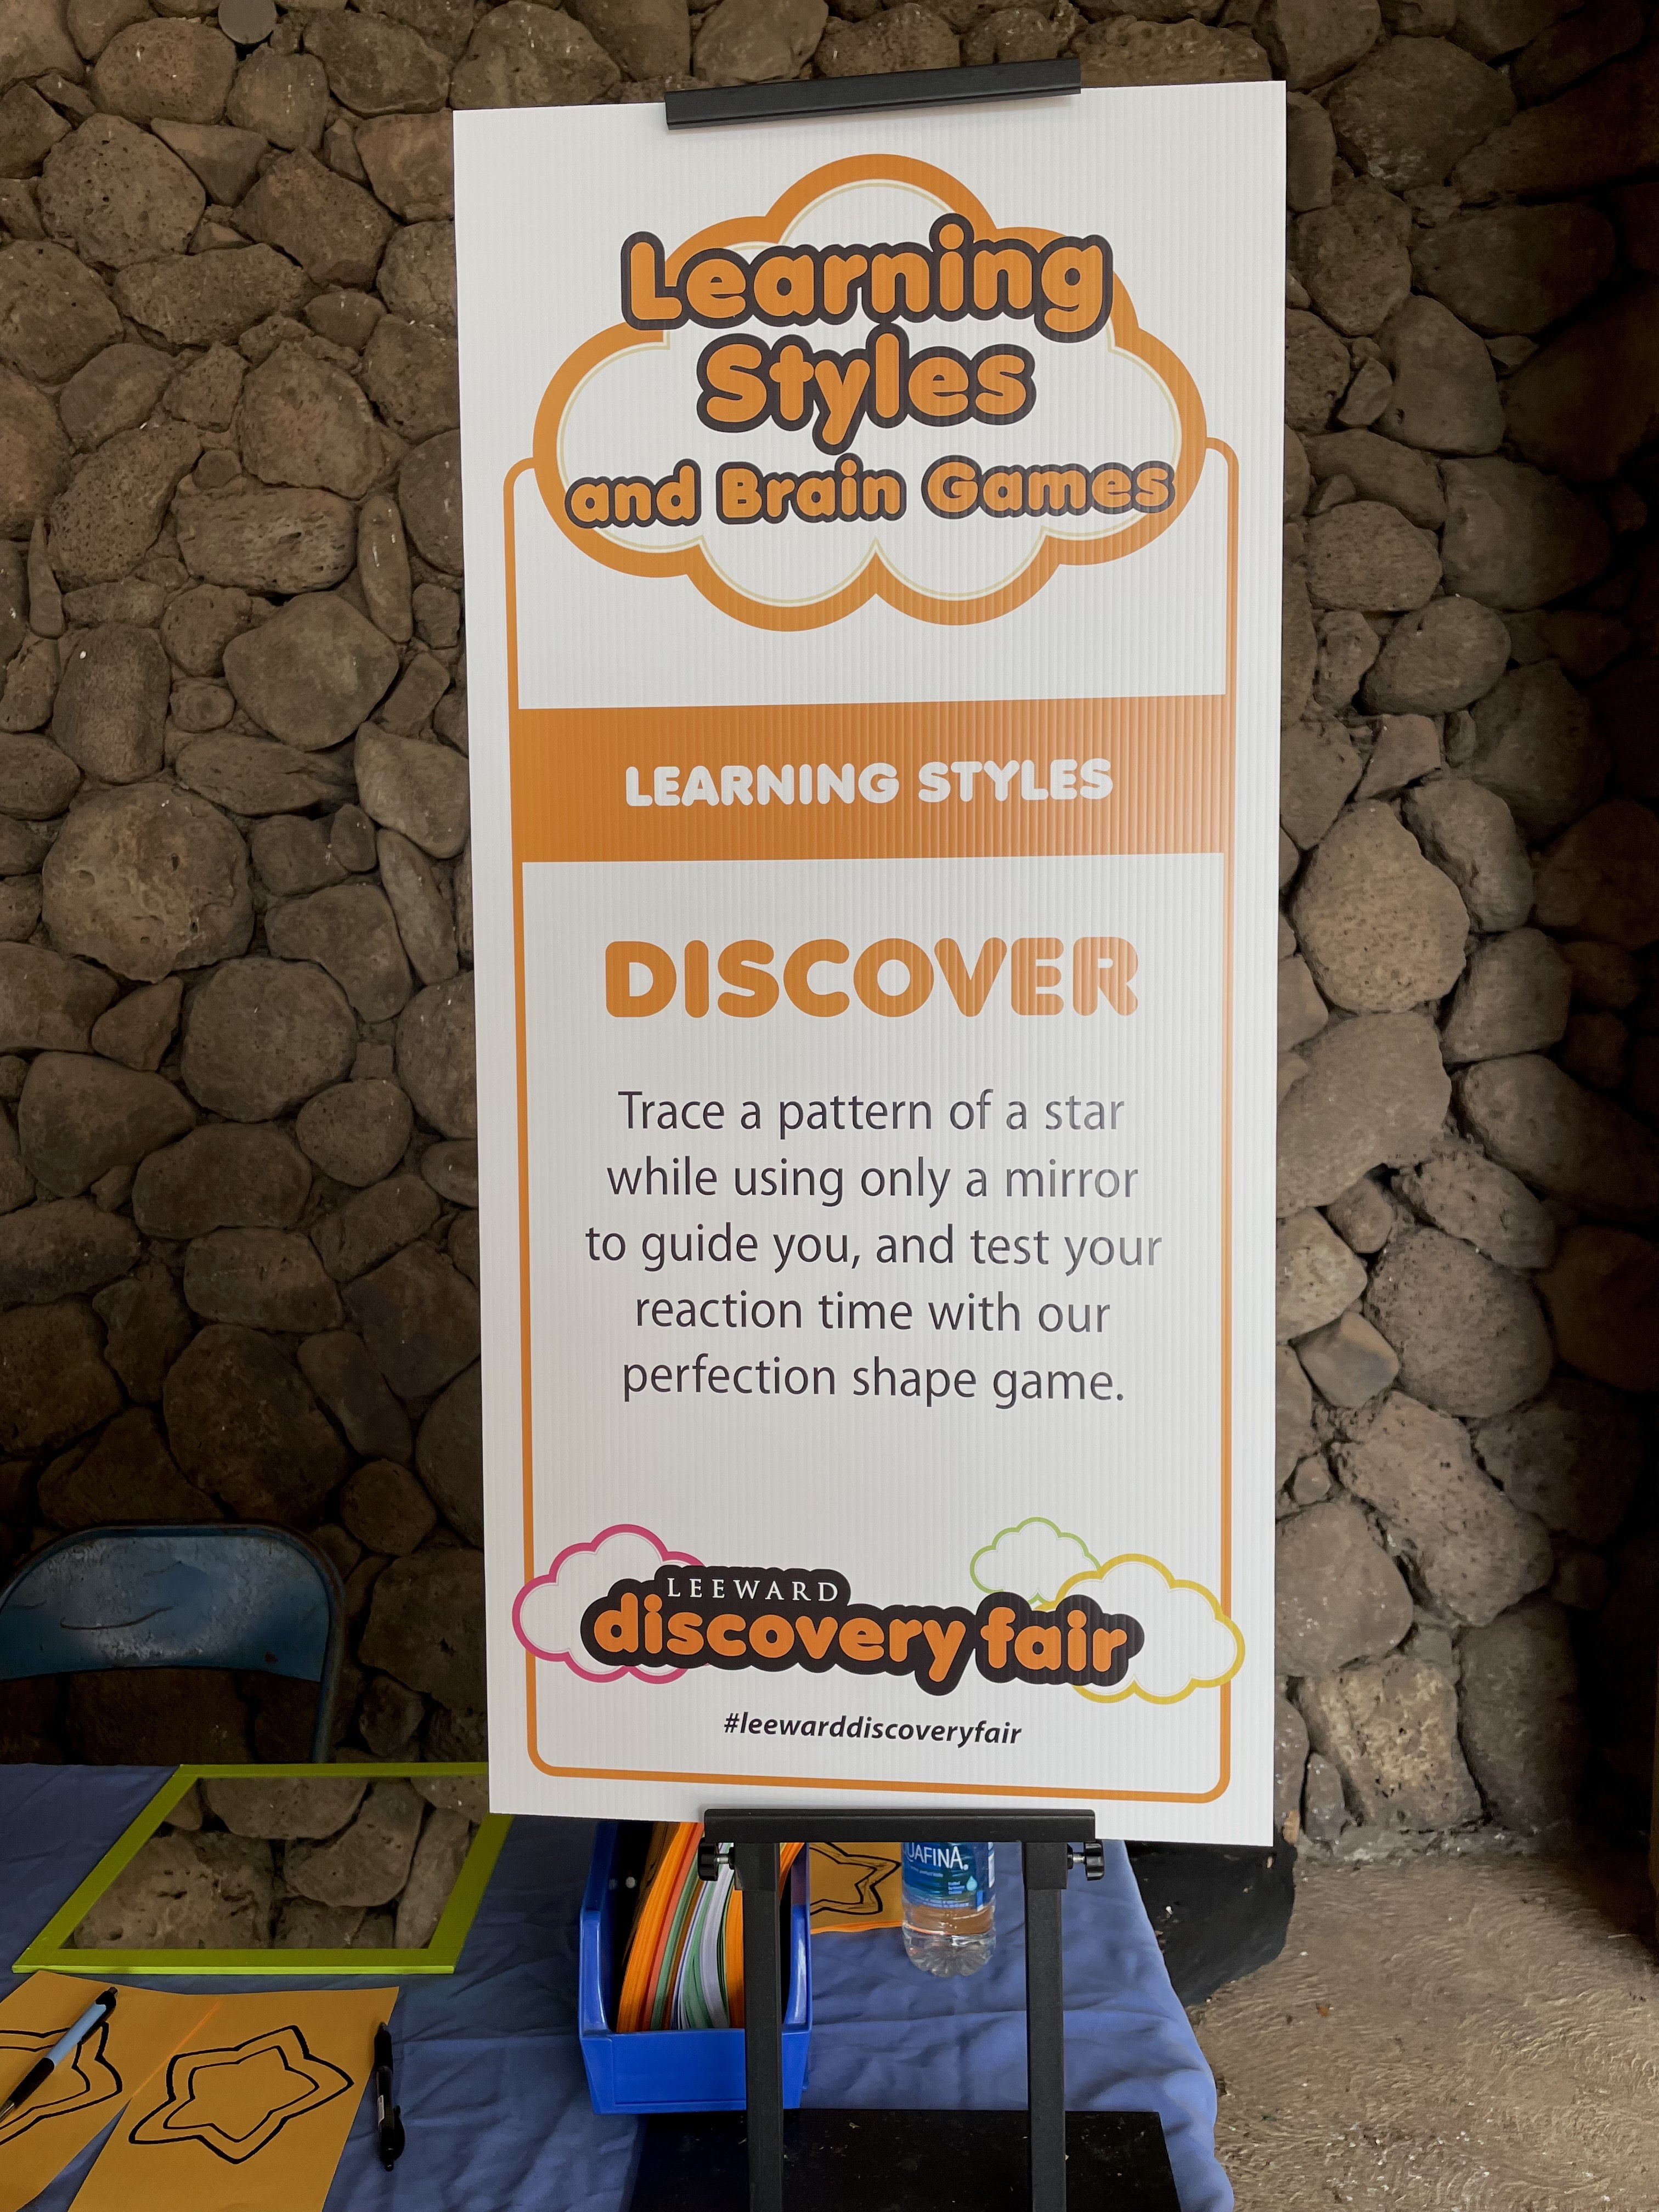 Learning
Styles
and Brain Games
LEARNING STYLES
DISCOVER
Trace a pattern of a star
while using only a mirror
to guide you, and test your
reaction time with our
perfection shape game.
LEEWARD
discovery fair
#leewarddiscoveryfair
UAFINA